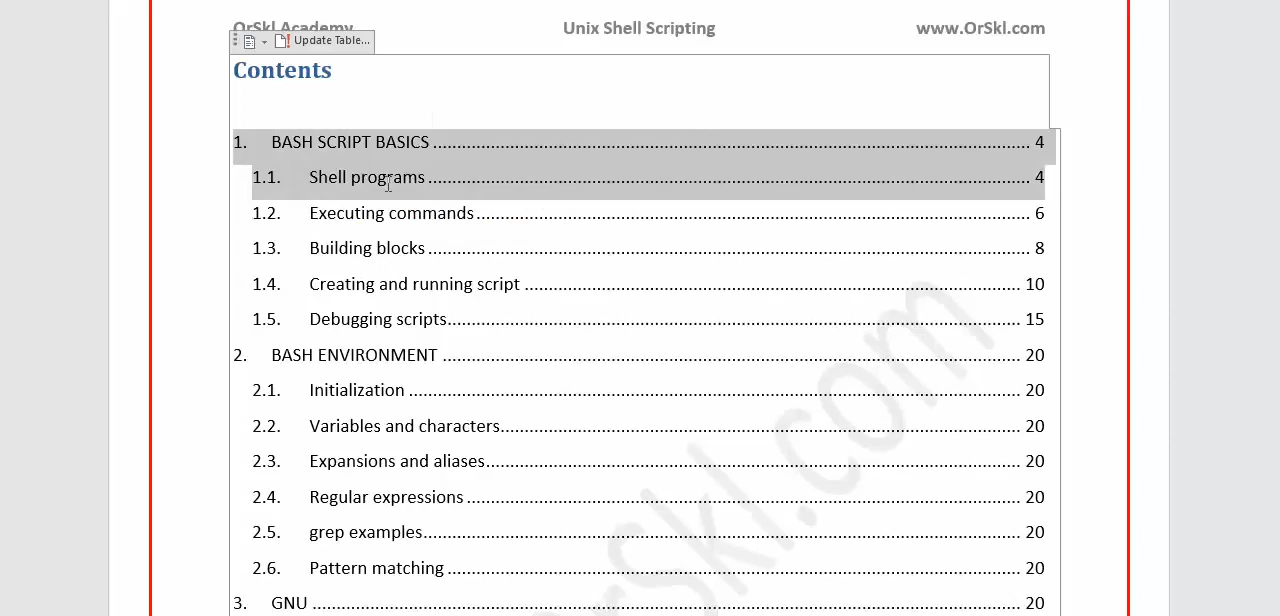 OrSkl Academy Unix Shell Scripting www.OrSkl.com
Update Table...
Contents
1. BASH SCRIPT BASICS 4
1.1. Shell programs 4
1.2. Executing commands 6
1.3. Building blocks 8
1.4. Creating and running script 10
1.5. Debugging scripts 15
2. BASH ENVIRONMENT 20
2.1. Initialization 20
2.2. Variables and characters 20
2.3. Expansions and aliases 20
2.4. Regular expressions 20
2.5. grep examples 20
2.6. Pattern matching 20
3. GNU 20
OrSkl.com